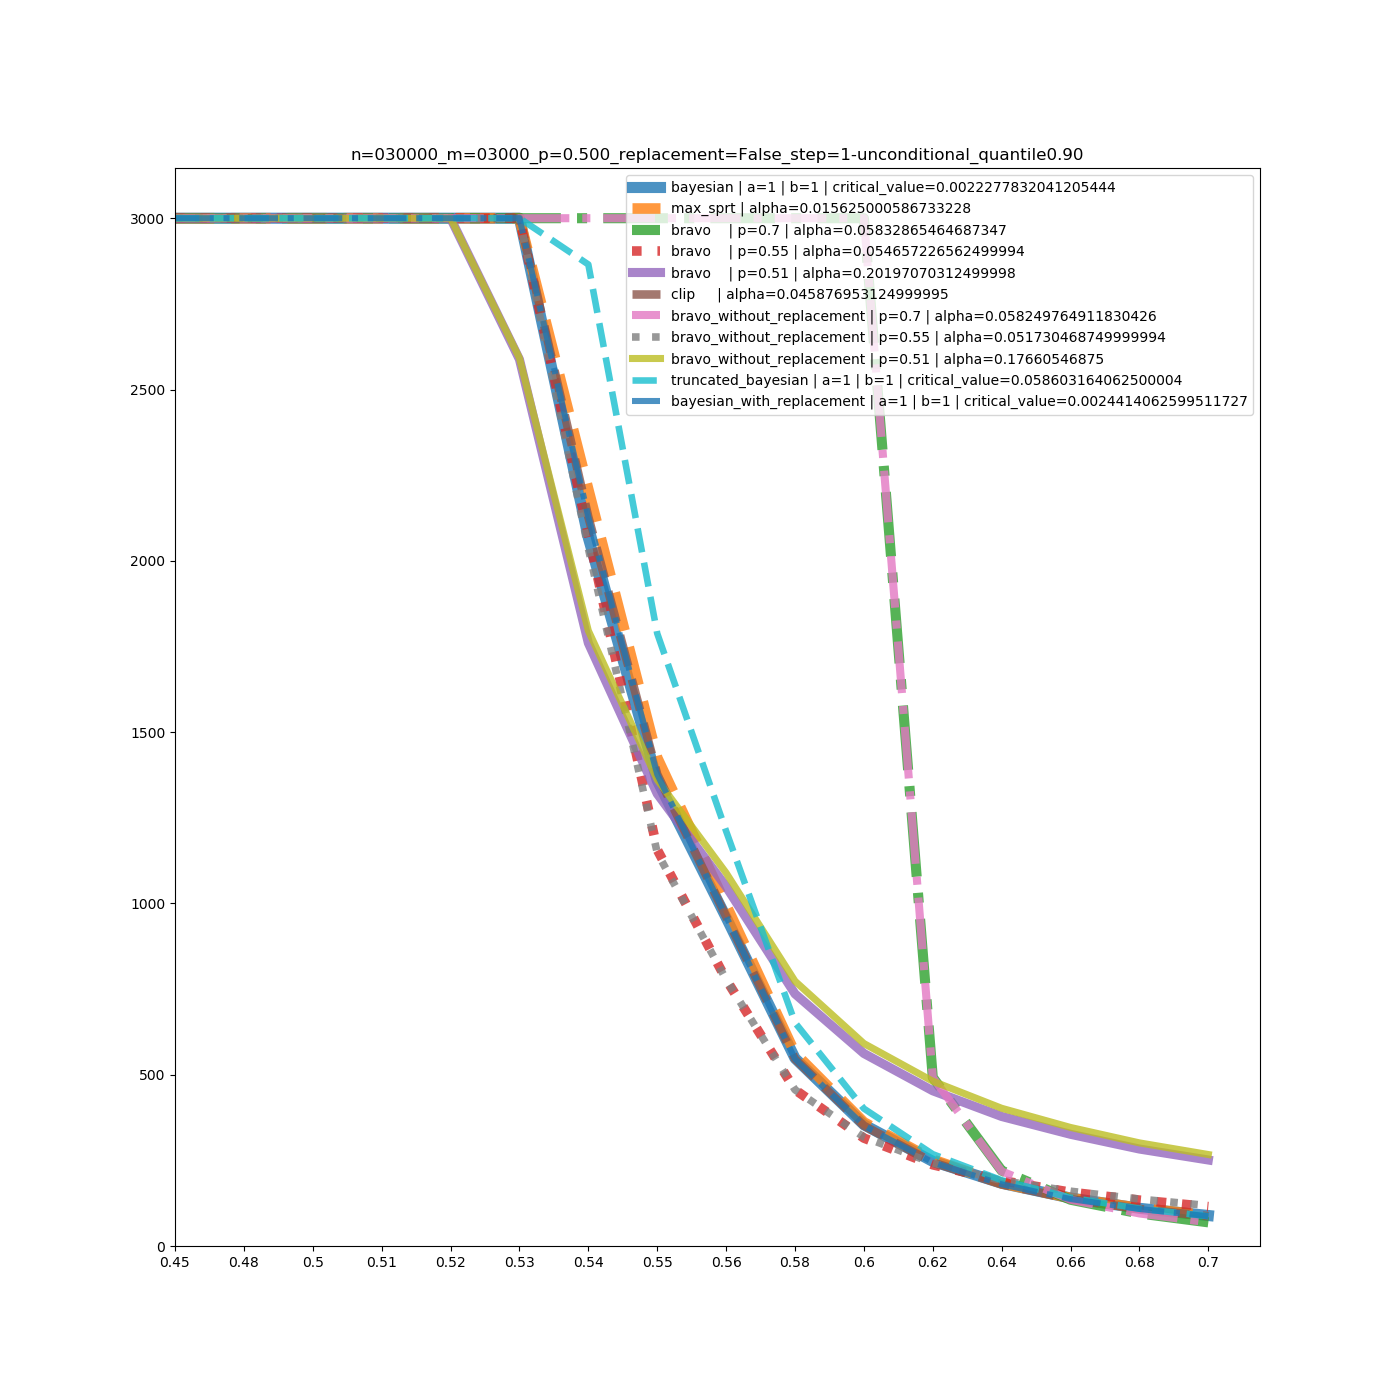 n=030000_m=03000_p=0.500_replacement=False_step=1-unconditional_quantile0.90
bayesian | a=1 | b=1 | critical_value=0.0022277832041205444
max_sprt | alpha=0.015625000586733228
bravo | p=0.7 | alpha=0.05832865464687347
bravo | p=0.55 | alpha=0.054657226562499994
bravo | p=0.51 | alpha=0.20197070312499998
clip | alpha=0.045876953124999995
bravo_without_replacement | p=0.7 | alpha=0.058249764911830426
bravo_without_replacement | p=0.55 | alpha=0.051730468749999994
bravo_without_replacement | p=0.51 | alpha=0.17660546875
truncated_bayesian | a=1 | b=1 | critical_value=0.058603164062500004
bayesian_with_replacement | a=1 | b=1 | critical_value=0.0024414062599511727
3000
2500
2000
1500
1000
500
0
0.45 0.48 0.5 0.51 0.52 0.53 0.54 0.55 0.56 0.58 0.6 0.62 0.64 0.66 0.68 0.7